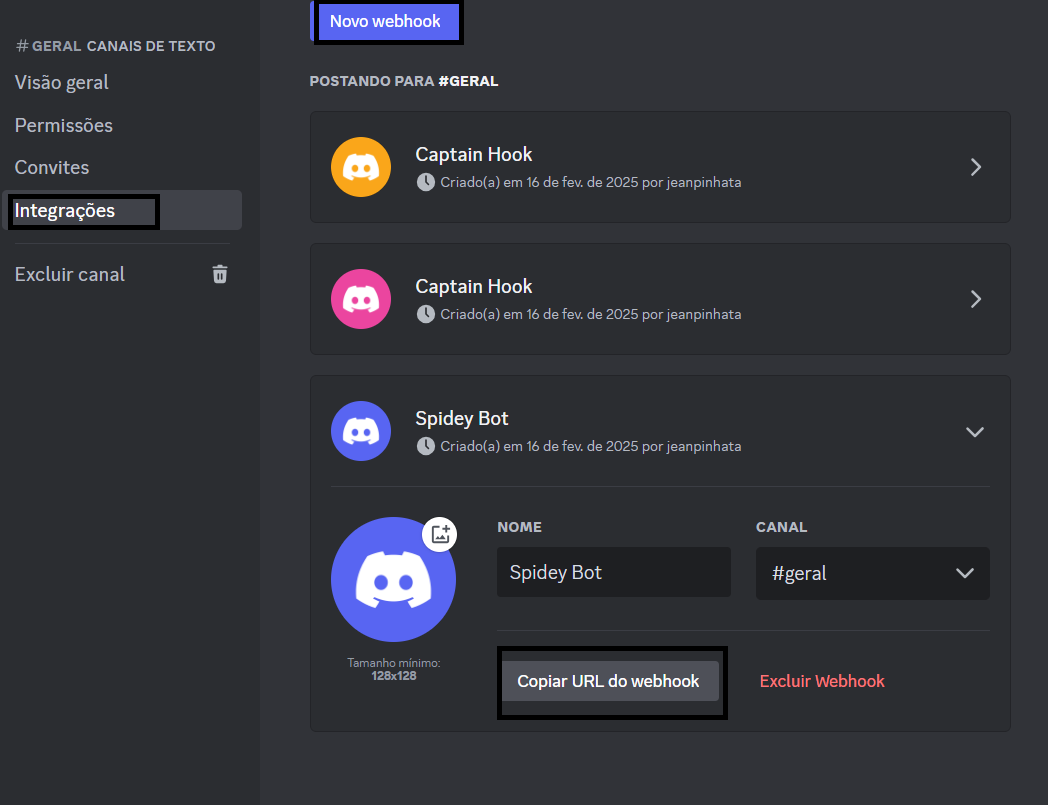 # GERAL CANAIS DE TEXTO
Visão geral
Permissões
Convites
Integrações
Excluir canal
Novo webhook
POSTANDO PARA #GERAL
Captain Hook
Criado(a) em 16 de fev. de 2025 por jeanpinhata
Captain Hook
Criado(a) em 16 de fev. de 2025 por jeanpinhata
Spidey Bot
Criado(a) em 16 de fev. de 2025 por jeanpinhata
Tamanho mínimo:
128x128
NOME
Spidey Bot
CANAL
#geral
Copiar URL do webhook
Excluir Webhook